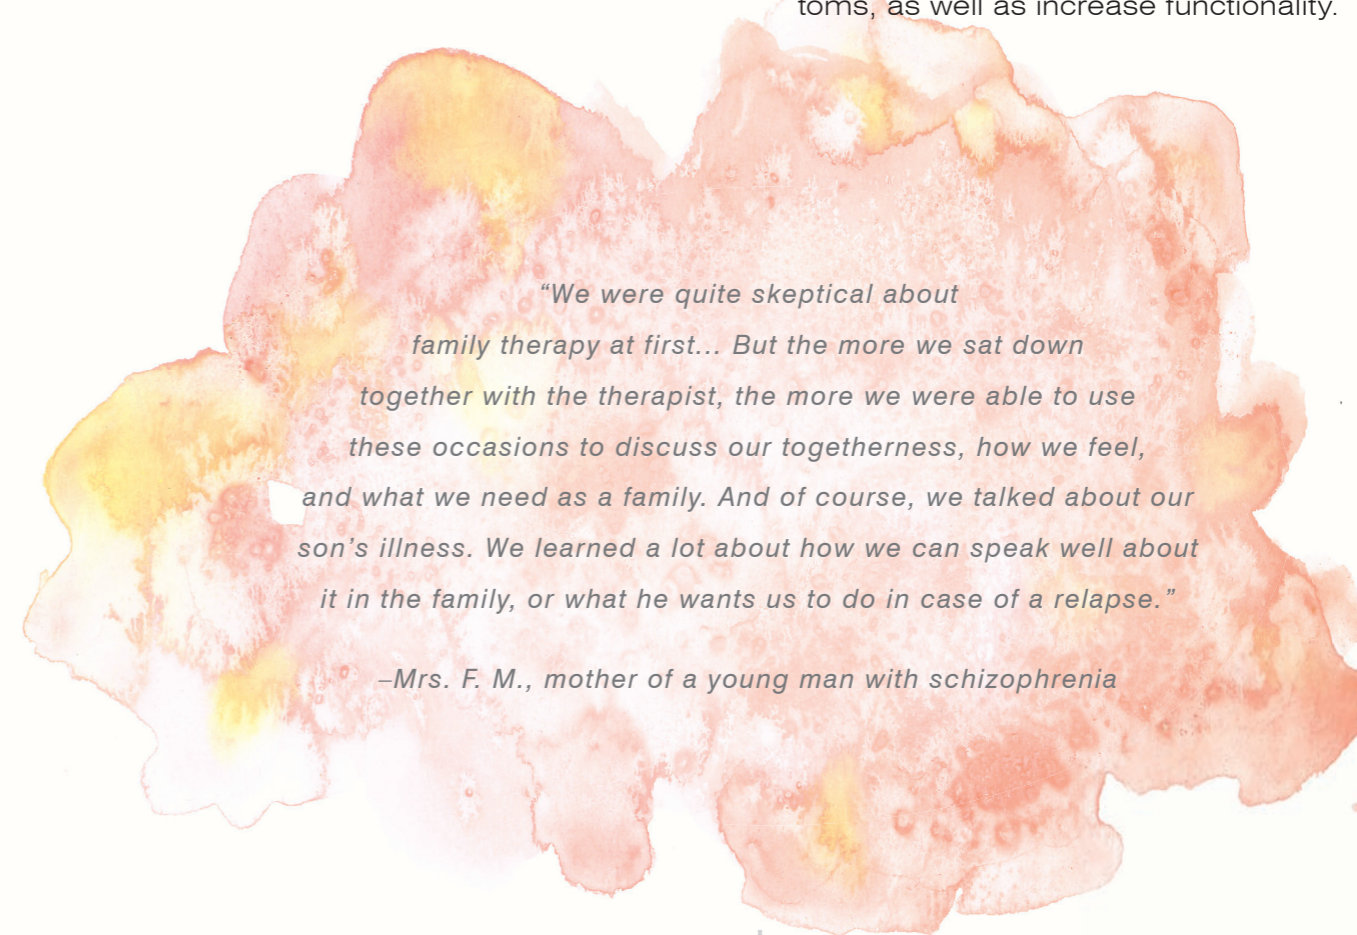 toms, as well as increase functionality.
“We were quite skeptical about
family therapy at first... But the more we sat down
together with the therapist, the more we were able to use
these occasions to discuss our togetherness, how we feel,
and what we need as a family. And of course, we talked about our
son’s illness. We learned a lot about how we can speak well about
it in the family, or what he wants us to do in case of a relapse.”
–Mrs. F. M., mother of a young man with schizophrenia